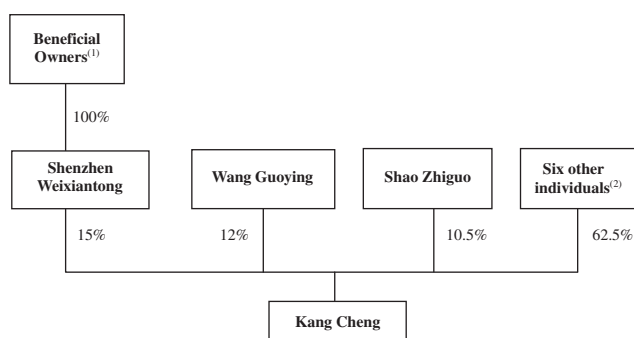 Beneficial
Owners(1)
100%
Shenzhen
Weixiantong
Wang Guoying
Shao Zhiguo
Six other
individuals(2)
15%
12%
10.5%
62.5%
Kang Cheng